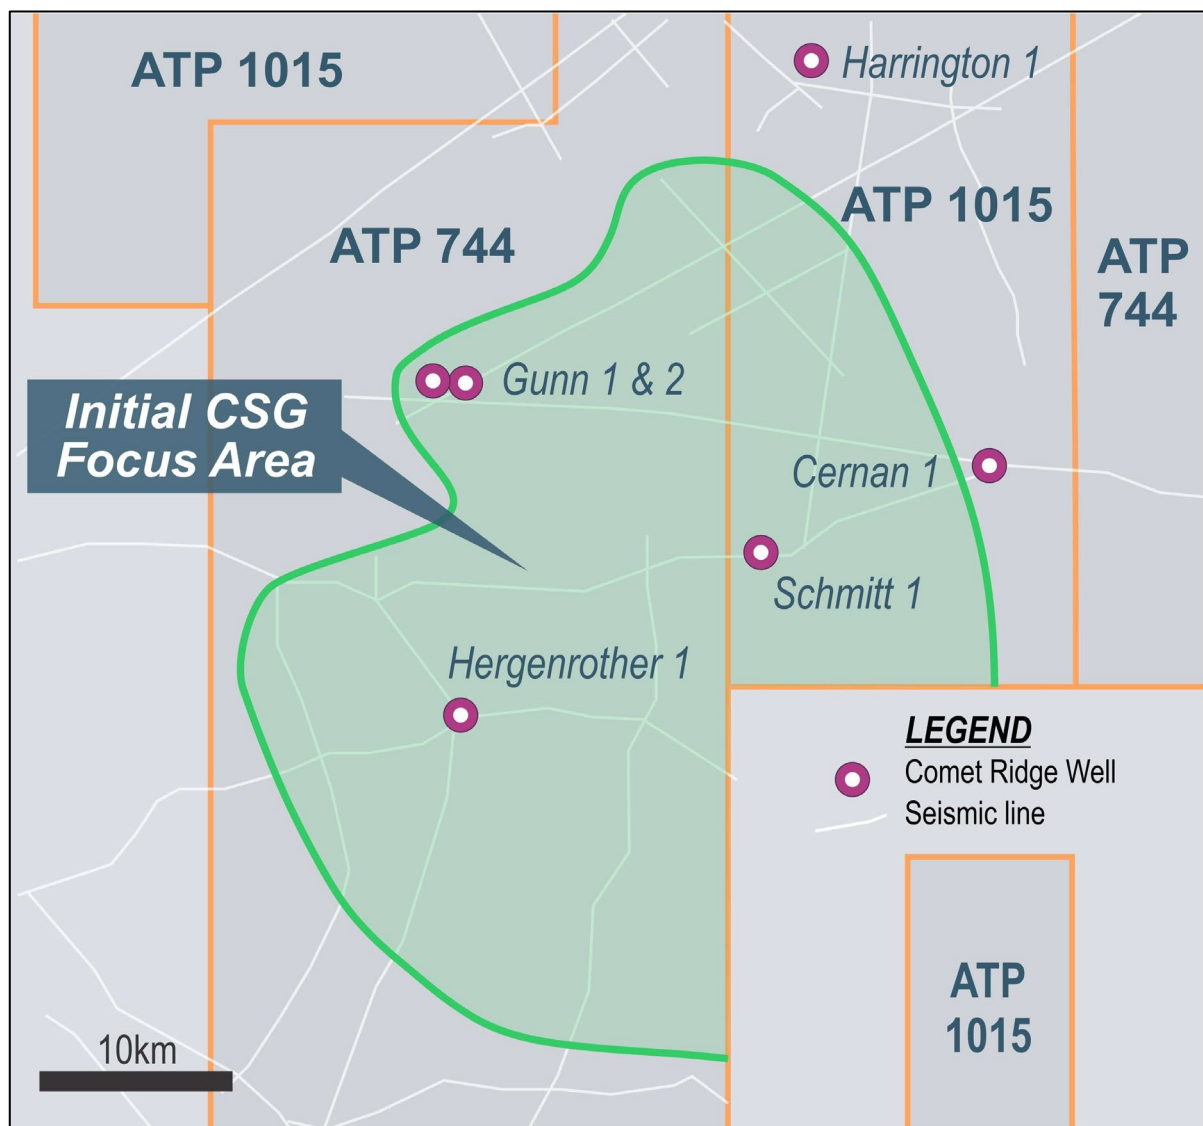 ATP 1015
Harrington 1
ATP 1015
ATP 744
ATP
744
Gunn 1 & 2
Initial CSG
Focus Area
Cernan 1
Schmitt 1
Hergenrother 1
LEGEND
Comet Ridge Well
Seismic line
ATP
1015
10km